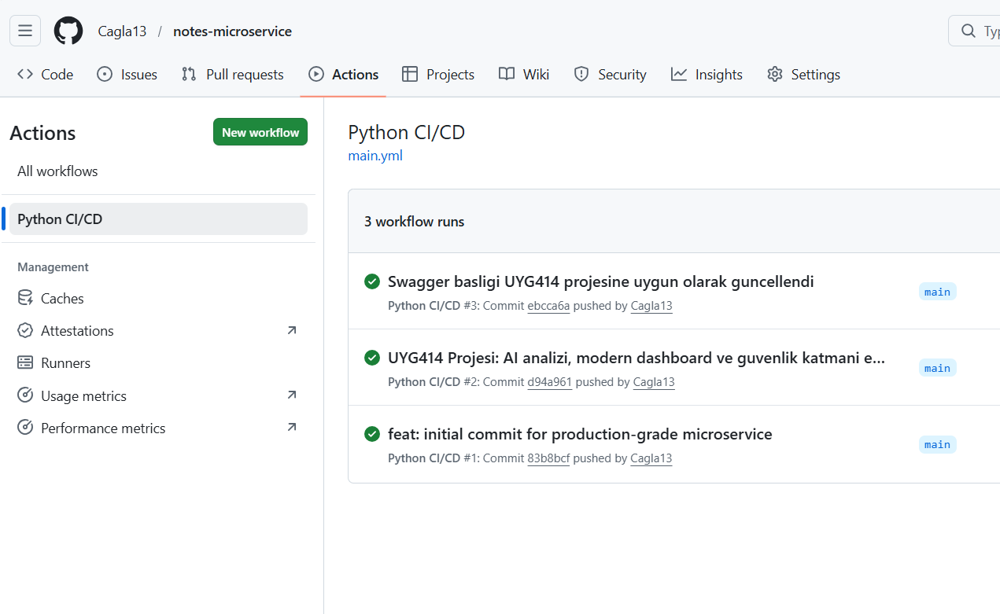 Cagla13 / notes-microservice
Typ
Code Issues Pull requests Actions Projects Wiki Security Insights Settings
Actions
New workflow
All workflows
Python CI/CD
Management
Caches
Attestations
Runners
Usage metrics
Performance metrics
Python CI/CD
main.yml
3 workflow runs
Swagger basligi UYG414 projesine uygun olarak guncellendi
Python CI/CD #3: Commit ebcca6a pushed by Cagla13
main
UYG414 Projesi: AI analizi, modern dashboard ve guvenlik katmani e...
Python CI/CD #2: Commit d94a961 pushed by Cagla13
main
feat: initial commit for production-grade microservice
Python CI/CD #1: Commit 83b8bcf pushed by Cagla13
main